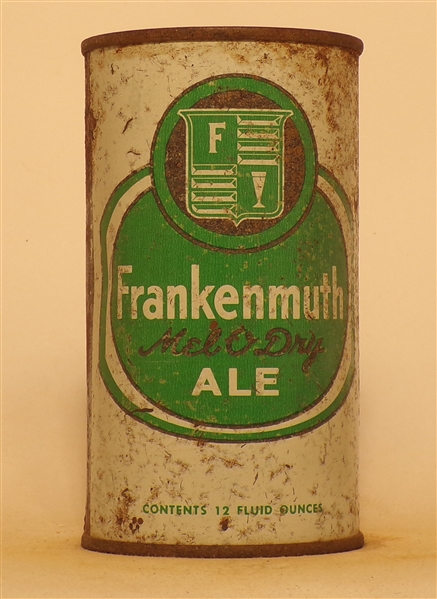 F
Frankenmuth
Mel-O-Dry
ALE
CONTENTS 12 FLUID OUNCES